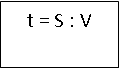 t = S : V